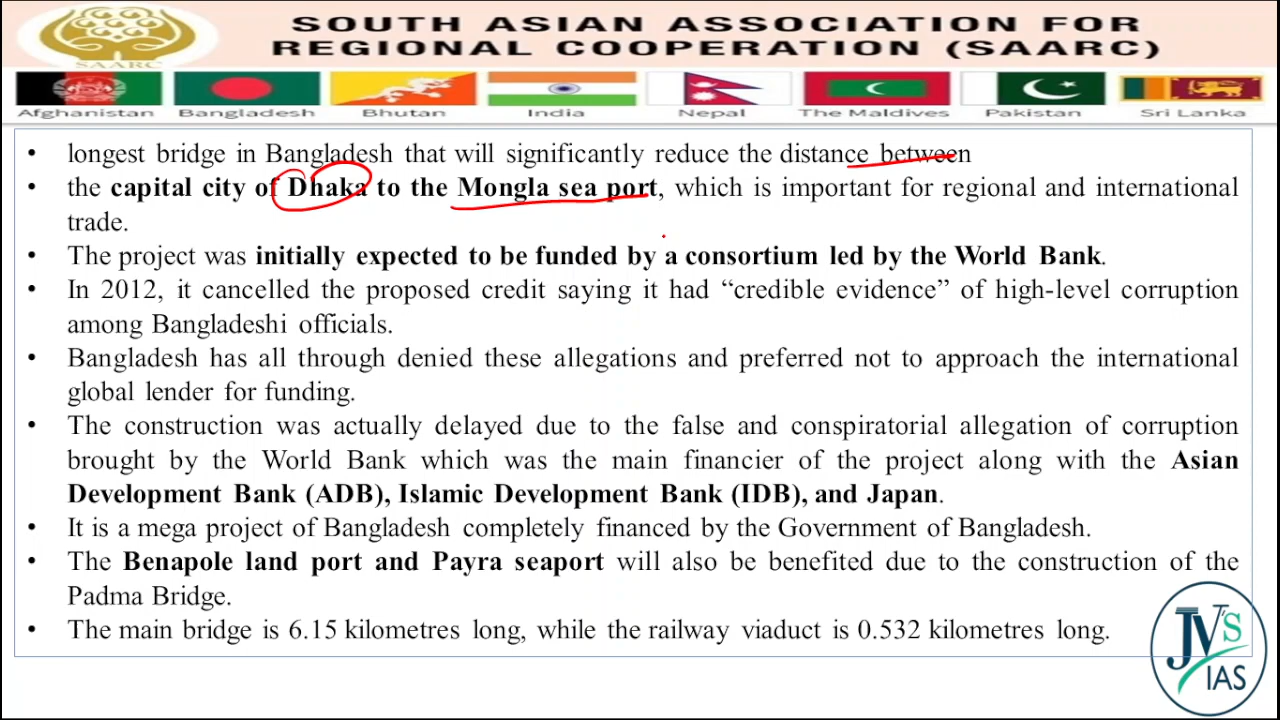 SOUTH ASIAN ASSOCIATION FOR
REGIONAL COOPERATION (SAARC)
SAARC
Afghanistan Bangladesh Bhutan India Nepal The Maldives Pakistan Sri Lanka
• longest bridge in Bangladesh that will significantly reduce the distance between
• the capital city of Dhaka to the Mongla sea port, which is important for regional and international
trade.
• The project was initially expected to be funded by a consortium led by the World Bank.
• In 2012, it cancelled the proposed credit saying it had “credible evidence” of high-level corruption
among Bangladeshi officials.
• Bangladesh has all through denied these allegations and preferred not to approach the international
global lender for funding.
• The construction was actually delayed due to the false and conspiratorial allegation of corruption
brought by the World Bank which was the main financier of the project along with the Asian
Development Bank (ADB), Islamic Development Bank (IDB), and Japan.
• It is a mega project of Bangladesh completely financed by the Government of Bangladesh.
• The Benapole land port and Payra seaport will also be benefited due to the construction of the
Padma Bridge.
• The main bridge is 6.15 kilometres long, while the railway viaduct is 0.532 kilometres long.
JV'S
IAS